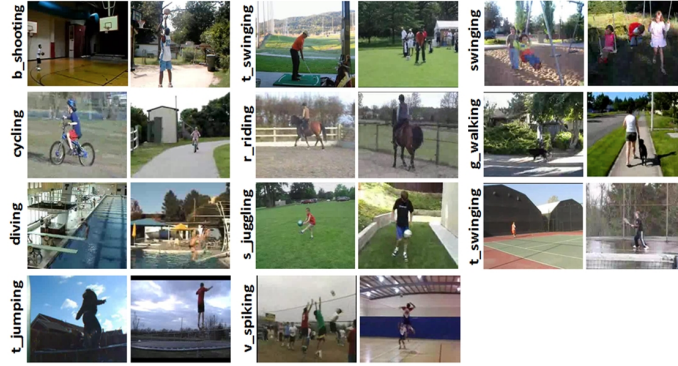 b_shooting
t_swinging
swinging
cycling
r_riding
g_walking
diving
s_juggling
t_swinging
t_jumping
v_spiking